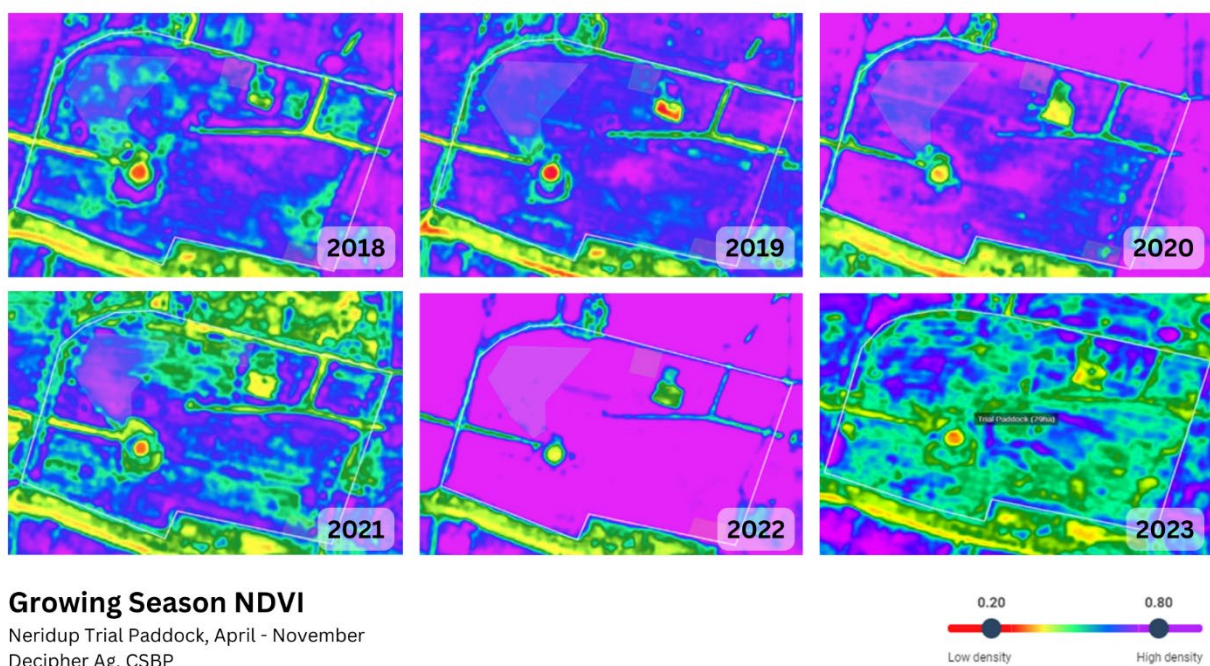 2018
2019
2020
2021
2022
Trial Paddock (79ha)
2023
Growing Season NDVI
Neridup Trial Paddock, April - November
Decipher Ag, CSBP
0.20 0.80
Low density High density